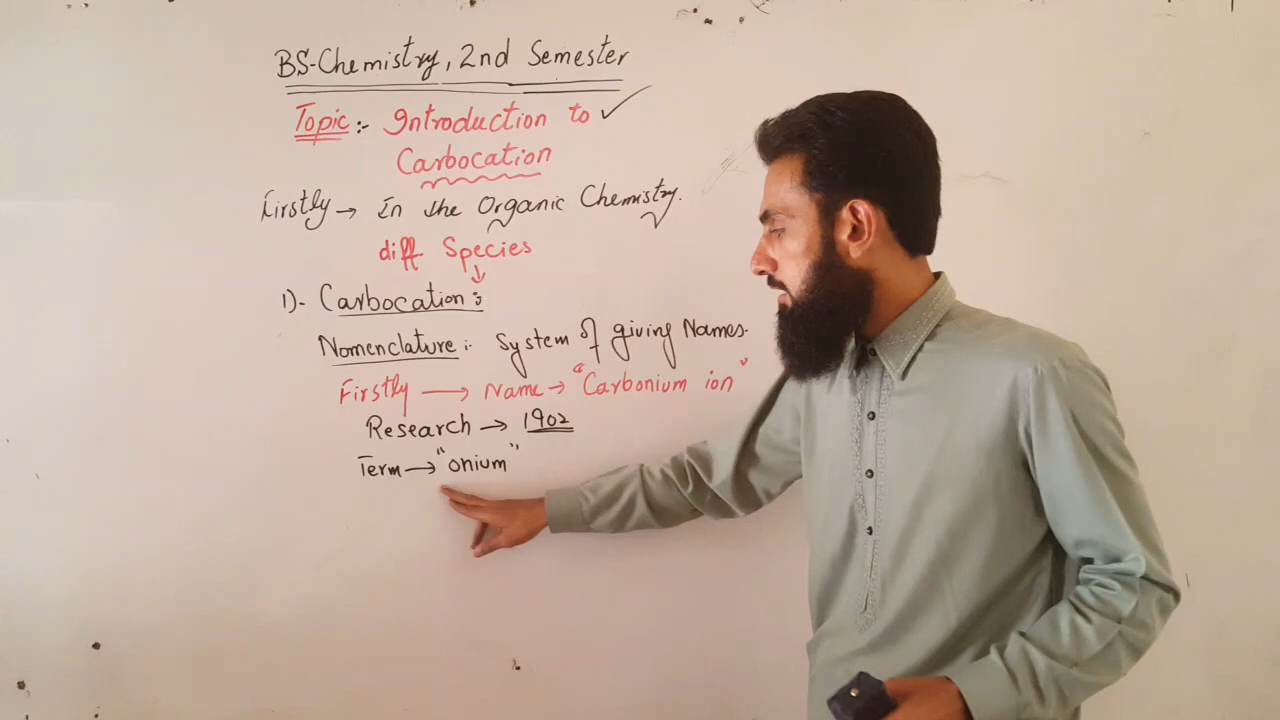 BS-Chemistry, 2nd Semester
Topic:- Introduction to ✓
Carbocation
Firstly → In the Organic Chemistry.
diff Species
↓
1)- Carbocation:
Nomenclature:- System of giving Names.
Firstly → Name → "Carbonium ion"
Research → 1902
Term → "onium"